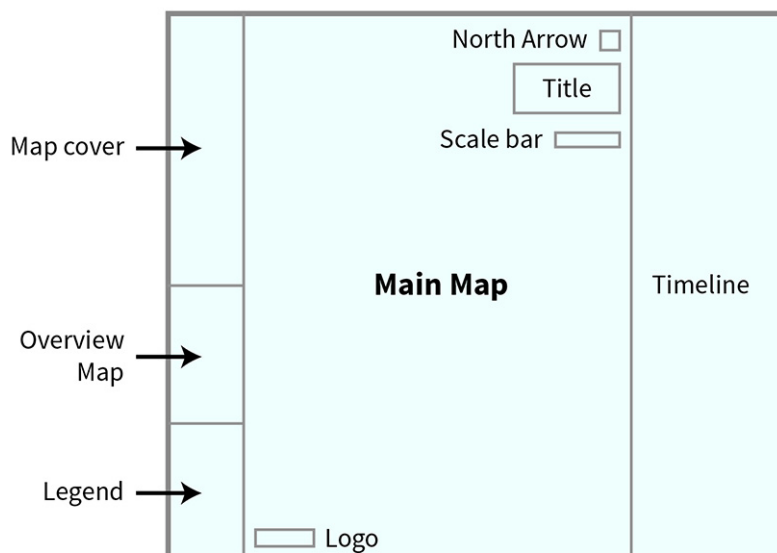 North Arrow
Title
Scale bar
Map cover
Main Map
Timeline
Overview
Map
Legend
Logo